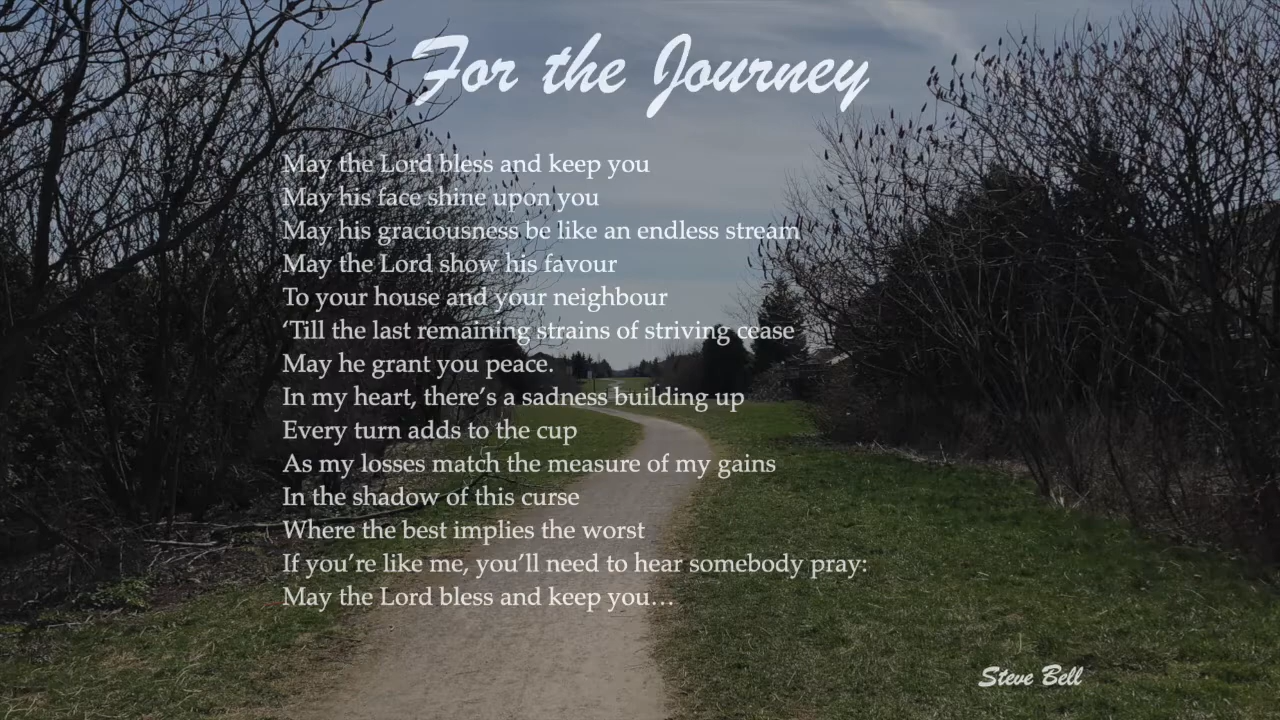 For the Journey
May the Lord bless and keep you
May his face shine upon you
May his graciousness be like an endless stream
May the Lord show his favour
To your house and your neighbour
‘Till the last remaining strains of striving cease
May he grant you peace.
In my heart, there’s a sadness building up
Every turn adds to the cup
As my losses match the measure of my gains
In the shadow of this curse
Where the best implies the worst
If you’re like me, you’ll need to hear somebody pray:
May the Lord bless and keep you…
Steve Bell